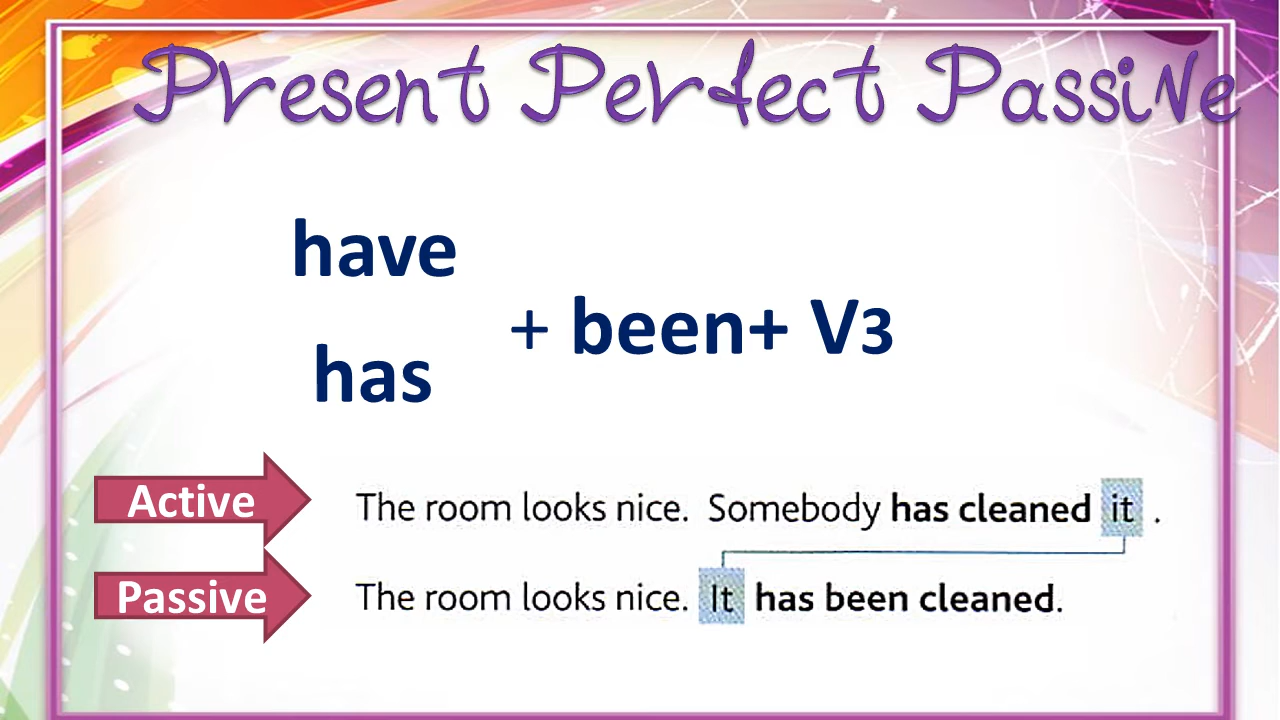 Present Perfect Passive
have
+ been+ V3
has
Active
The room looks nice. Somebody has cleaned it .
Passive
The room looks nice. It has been cleaned.